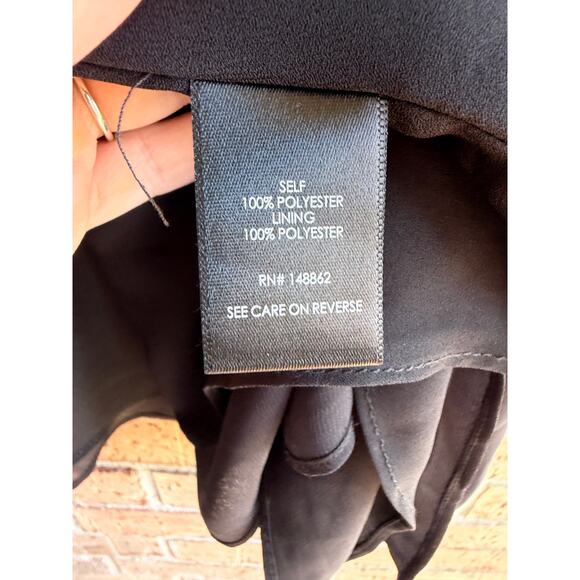 SELF
100% POLYESTER
LINING
100% POLYESTER
RN# 148862
SEE CARE ON REVERSE